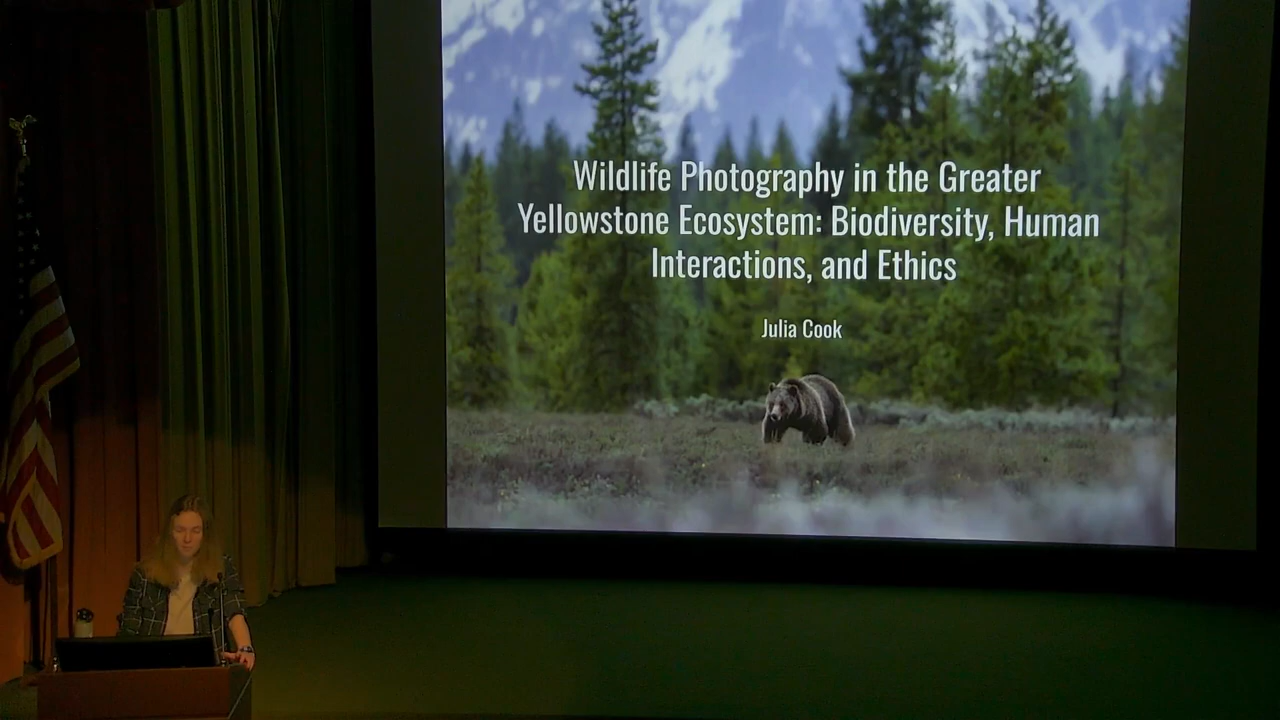 Wildlife Photography in the Greater
Yellowstone Ecosystem: Biodiversity, Human
Interactions, and Ethics
Julia Cook